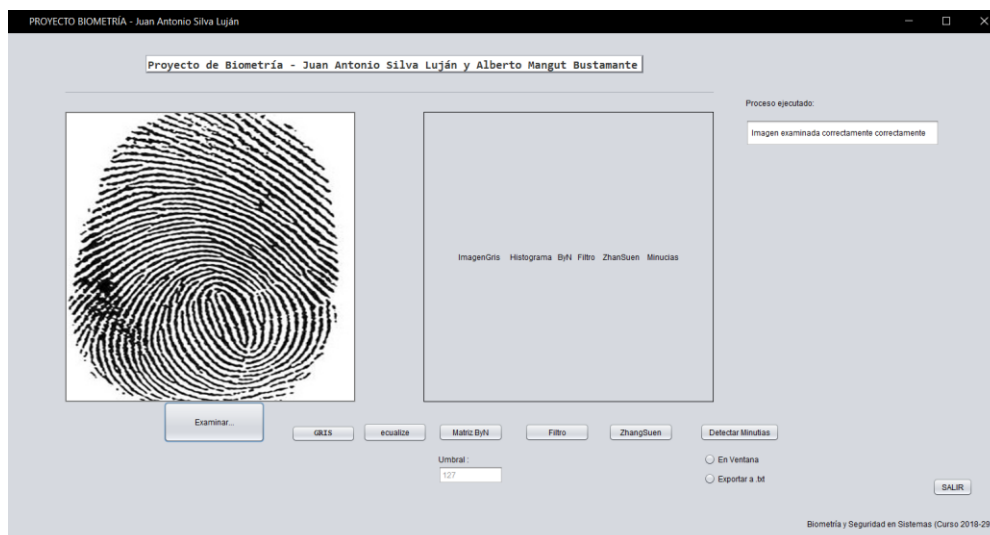 PROYECTO BIOMETRÍA - Juan Antonio Silva Luján
Proyecto de Biometría - Juan Antonio Silva Luján y Alberto Mangut Bustamante
Proceso ejecutado:
Imagen examinada correctamente correctamente
ImagenGris Histograma ByN Filtro ZhanSuen Minucias
Examinar...
GRIS ecualize Matriz ByN Filtro ZhangSuen Detectar Minutias
Umbral :
127
En Ventana
Exportar a .txt
SALIR
Biometría y Seguridad en Sistemas (Curso 2018-29